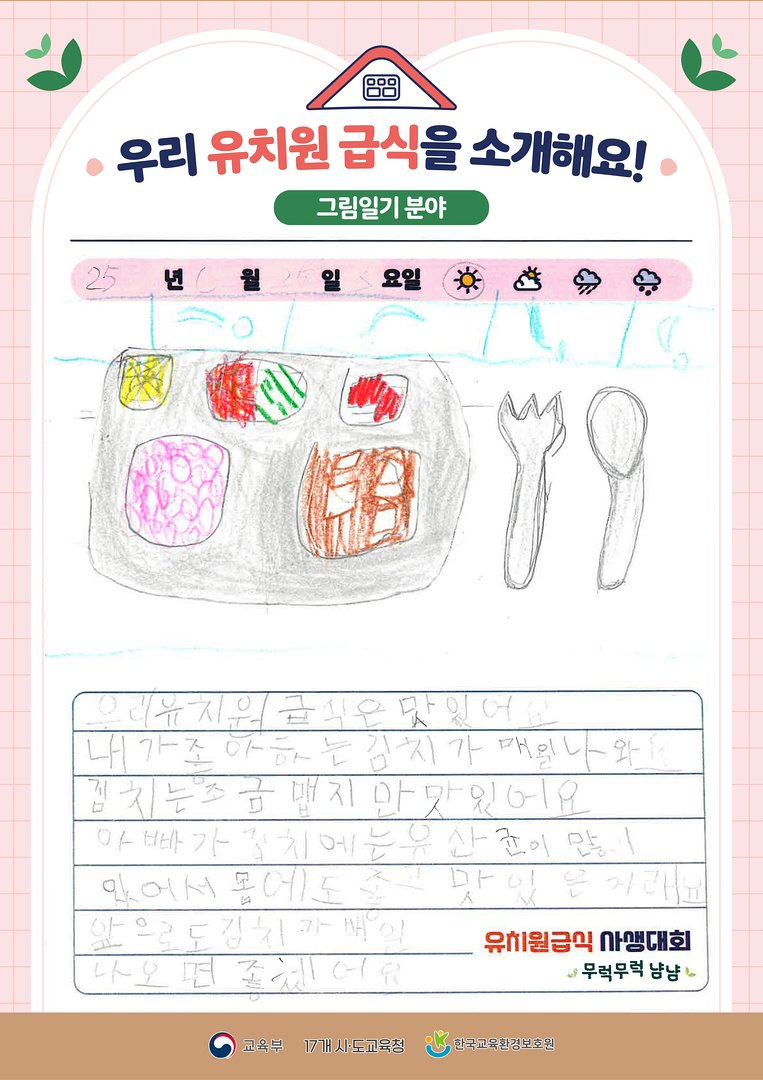 우리 유치원 급식을 소개해요!
그림일기 분야
25 년 월 일 요일
우리유치원 급식은 맛있어요
내가좋아하는김치가 매일나와요
김치는조금맵지만맛있어요
아빠가 김치에는유산균이 많이
있어서 몸에도 좋고 맛있은거래요
앞으로도김치가매일
나오면 좋겠어요
유치원급식 사생대회
무럭무럭 냠냠
교육부 17개 시·도교육청 한국교육환경보호원